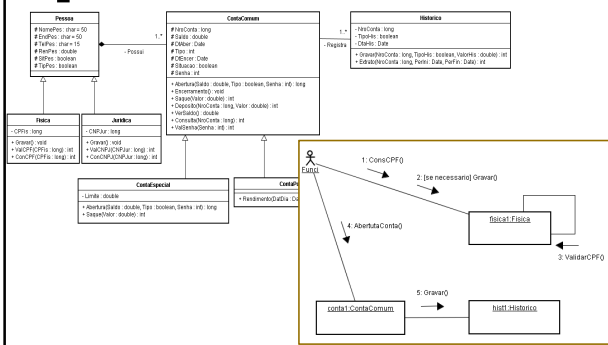 Pessoa
# NomePes : char = 50
# EndPes : char = 50
# TelPes : char = 15
# RenPes : double
# SitPes : boolean
# TipPes : boolean
1..*
- Possui
ContaComum
# NroConta : long
# Saldo : double
# DtAber : Date
# Tipo : int
# DtEncer : Date
# Situacao : boolean
# Senha : int
+ Abertura(Saldo : double, Tipo : boolean, Senha : int) : long
+ Encerramento() : void
+ Saque(Valor : double) : int
+ Deposito(NroConta : long, Valor : double) : int
+ VerSaldo() : double
+ Consulta(NroConta : long) : int
+ ValSenha(Senha : int) : int
1..*
- Registra
Historico
- NroConta : long
- TipoHis : boolean
- DtaHis : Date
+ Gravar(NroConta : long, TipoHis : boolean, ValorHis : double) : int
+ Extrato(NroConta : long, PerIni : Date, PerFin : Date) : int
Fisica
- CPFis : long
+ Gravar() : void
+ ValCPF(CPFis : long) : int
+ ConCPF(CPFis : long) : int
Juridica
- CNPJur : long
+ Gravar() : void
+ ValCNPJ(CNPJur : long) : int
+ ConCNPJ(CNPJur : long) : int
ContaEspecial
- Limite : double
+ Abertura(Saldo : double, Tipo : boolean, Senha : int) : long
+ Saque(Valor : double) : int
+ Rendimento(DatDia : Da
Funci
1: ConsCPF()
2: [se necessario] Gravar()
fisica1:Fisica
3: ValidarCPF()
4: AbertutaConta()
conta1:ContaComum
5: Gravar()
hist1:Historico